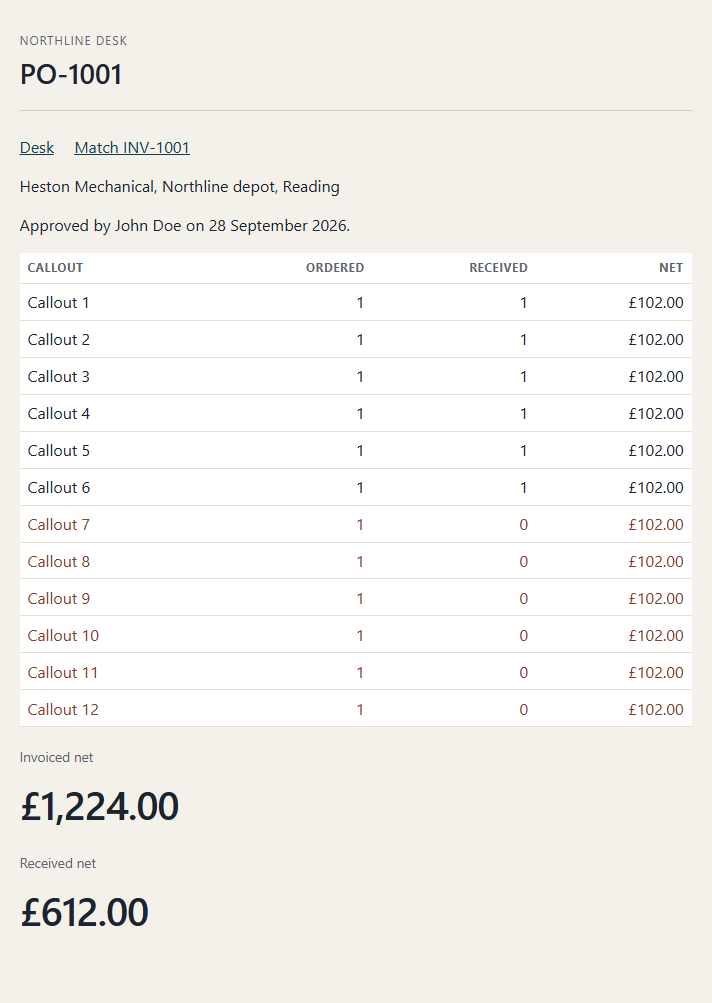 NORTHLINE DESK
PO-1001
Desk Match INV-1001
Heston Mechanical, Northline depot, Reading
Approved by John Doe on 28 September 2026.
CALLOUT ORDERED RECEIVED NET
Callout 1 1 1 £102.00
Callout 2 1 1 £102.00
Callout 3 1 1 £102.00
Callout 4 1 1 £102.00
Callout 5 1 1 £102.00
Callout 6 1 1 £102.00
Callout 7 1 0 £102.00
Callout 8 1 0 £102.00
Callout 9 1 0 £102.00
Callout 10 1 0 £102.00
Callout 11 1 0 £102.00
Callout 12 1 0 £102.00
Invoiced net
£1,224.00
Received net
£612.00